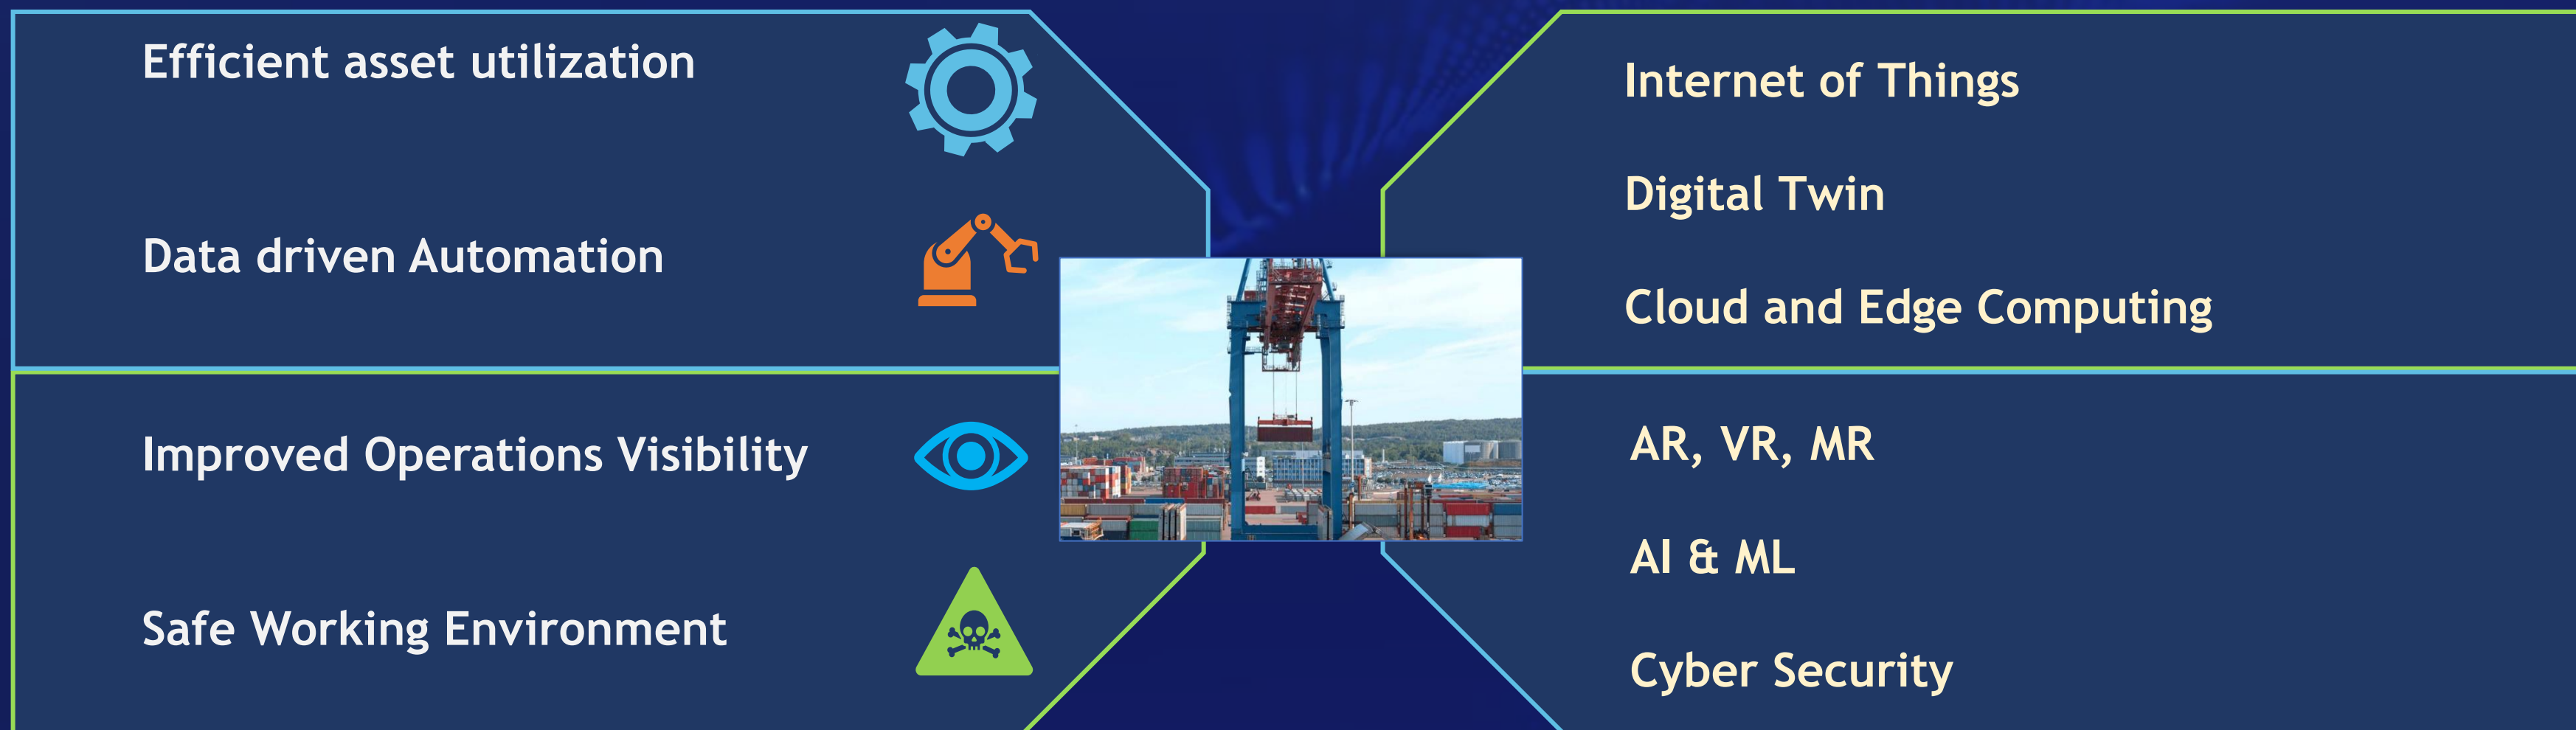 Efficient asset utilization
Data driven Automation
Improved Operations Visibility
Safe Working Environment
Internet of Things
Digital Twin
Cloud and Edge Computing
AR, VR, MR
AI & ML
Cyber Security